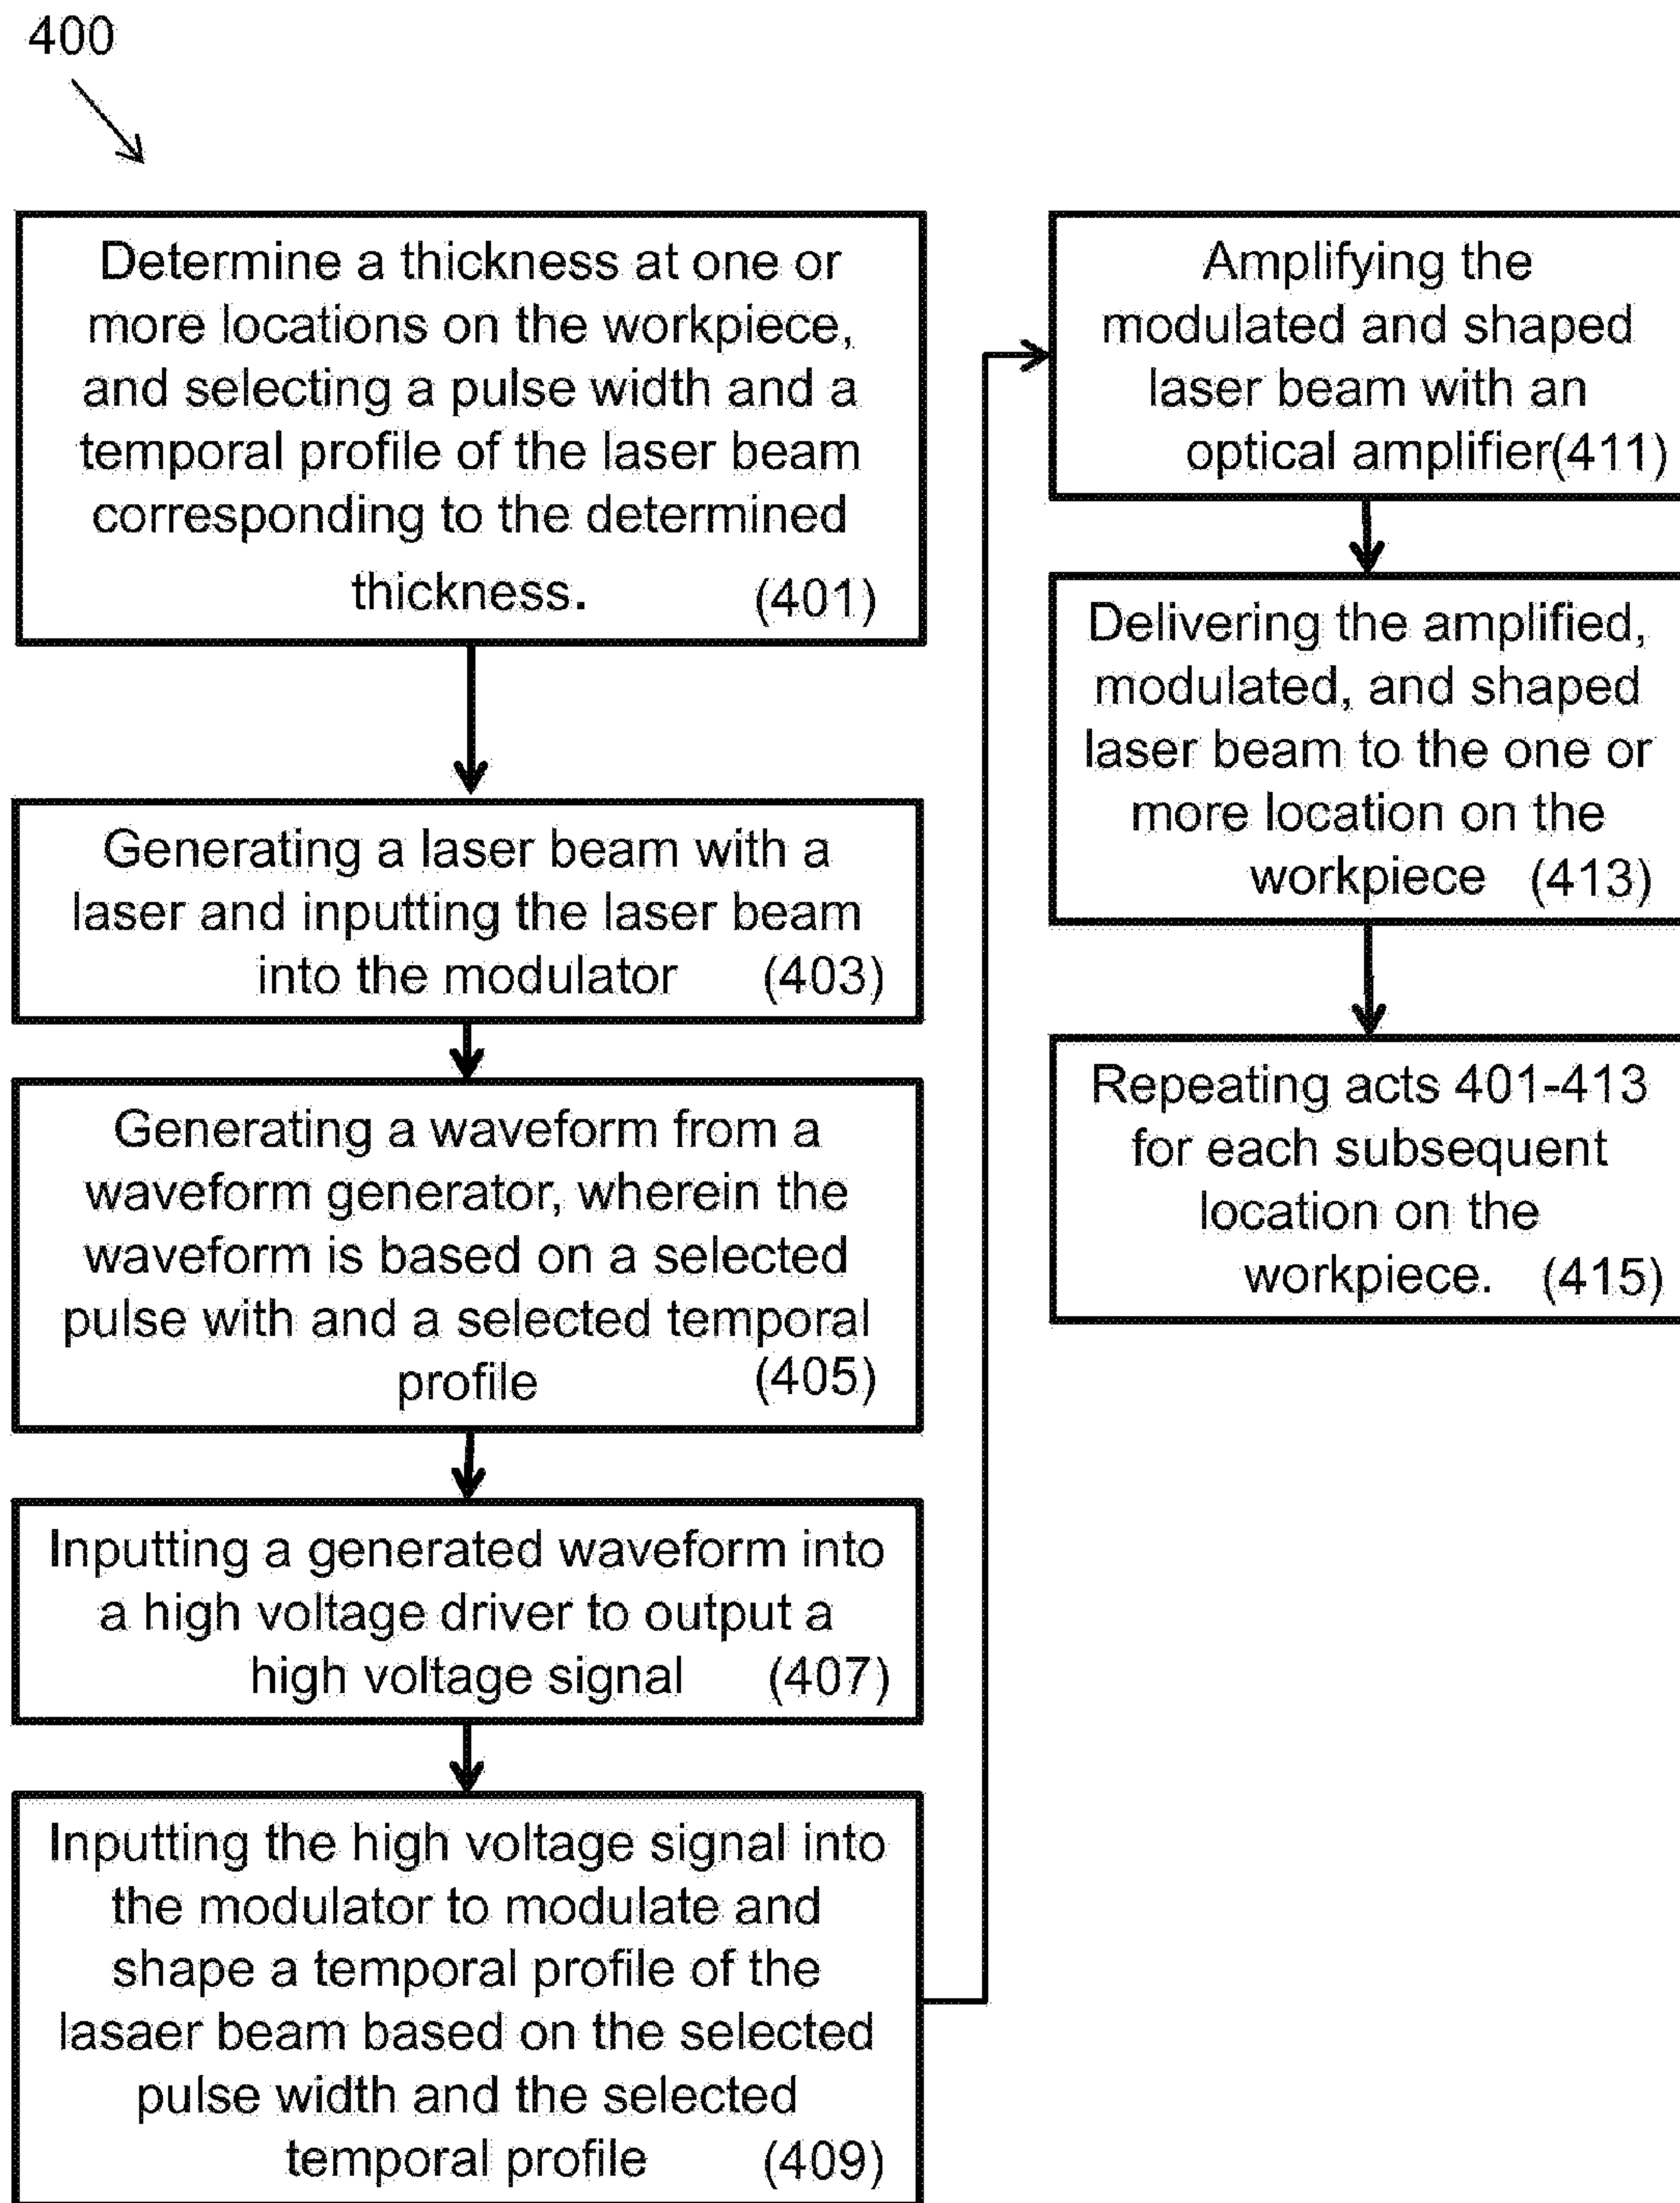 400
Determine a thickness at one or
more locations on the workpiece,
and selecting a pulse width and a
temporal profile of the laser beam
corresponding to the determined
thickness. (401)
Generating a laser beam with a
laser and inputting the laser beam
into the modulator (403)
Generating a waveform from a
waveform generator, wherein the
waveform is based on a selected
pulse with and a selected temporal
profile (405)
Inputting a generated waveform into
a high voltage driver to output a
high voltage signal (407)
Inputting the high voltage signal into
the modulator to modulate and
shape a temporal profile of the
lasaer beam based on the selected
pulse width and the selected
temporal profile (409)
Amplifying the
modulated and shaped
laser beam with an
optical amplifier(411)
Delivering the amplified,
modulated, and shaped
laser beam to the one or
more location on the
workpiece (413)
Repeating acts 401-413
for each subsequent
location on the
workpiece. (415)